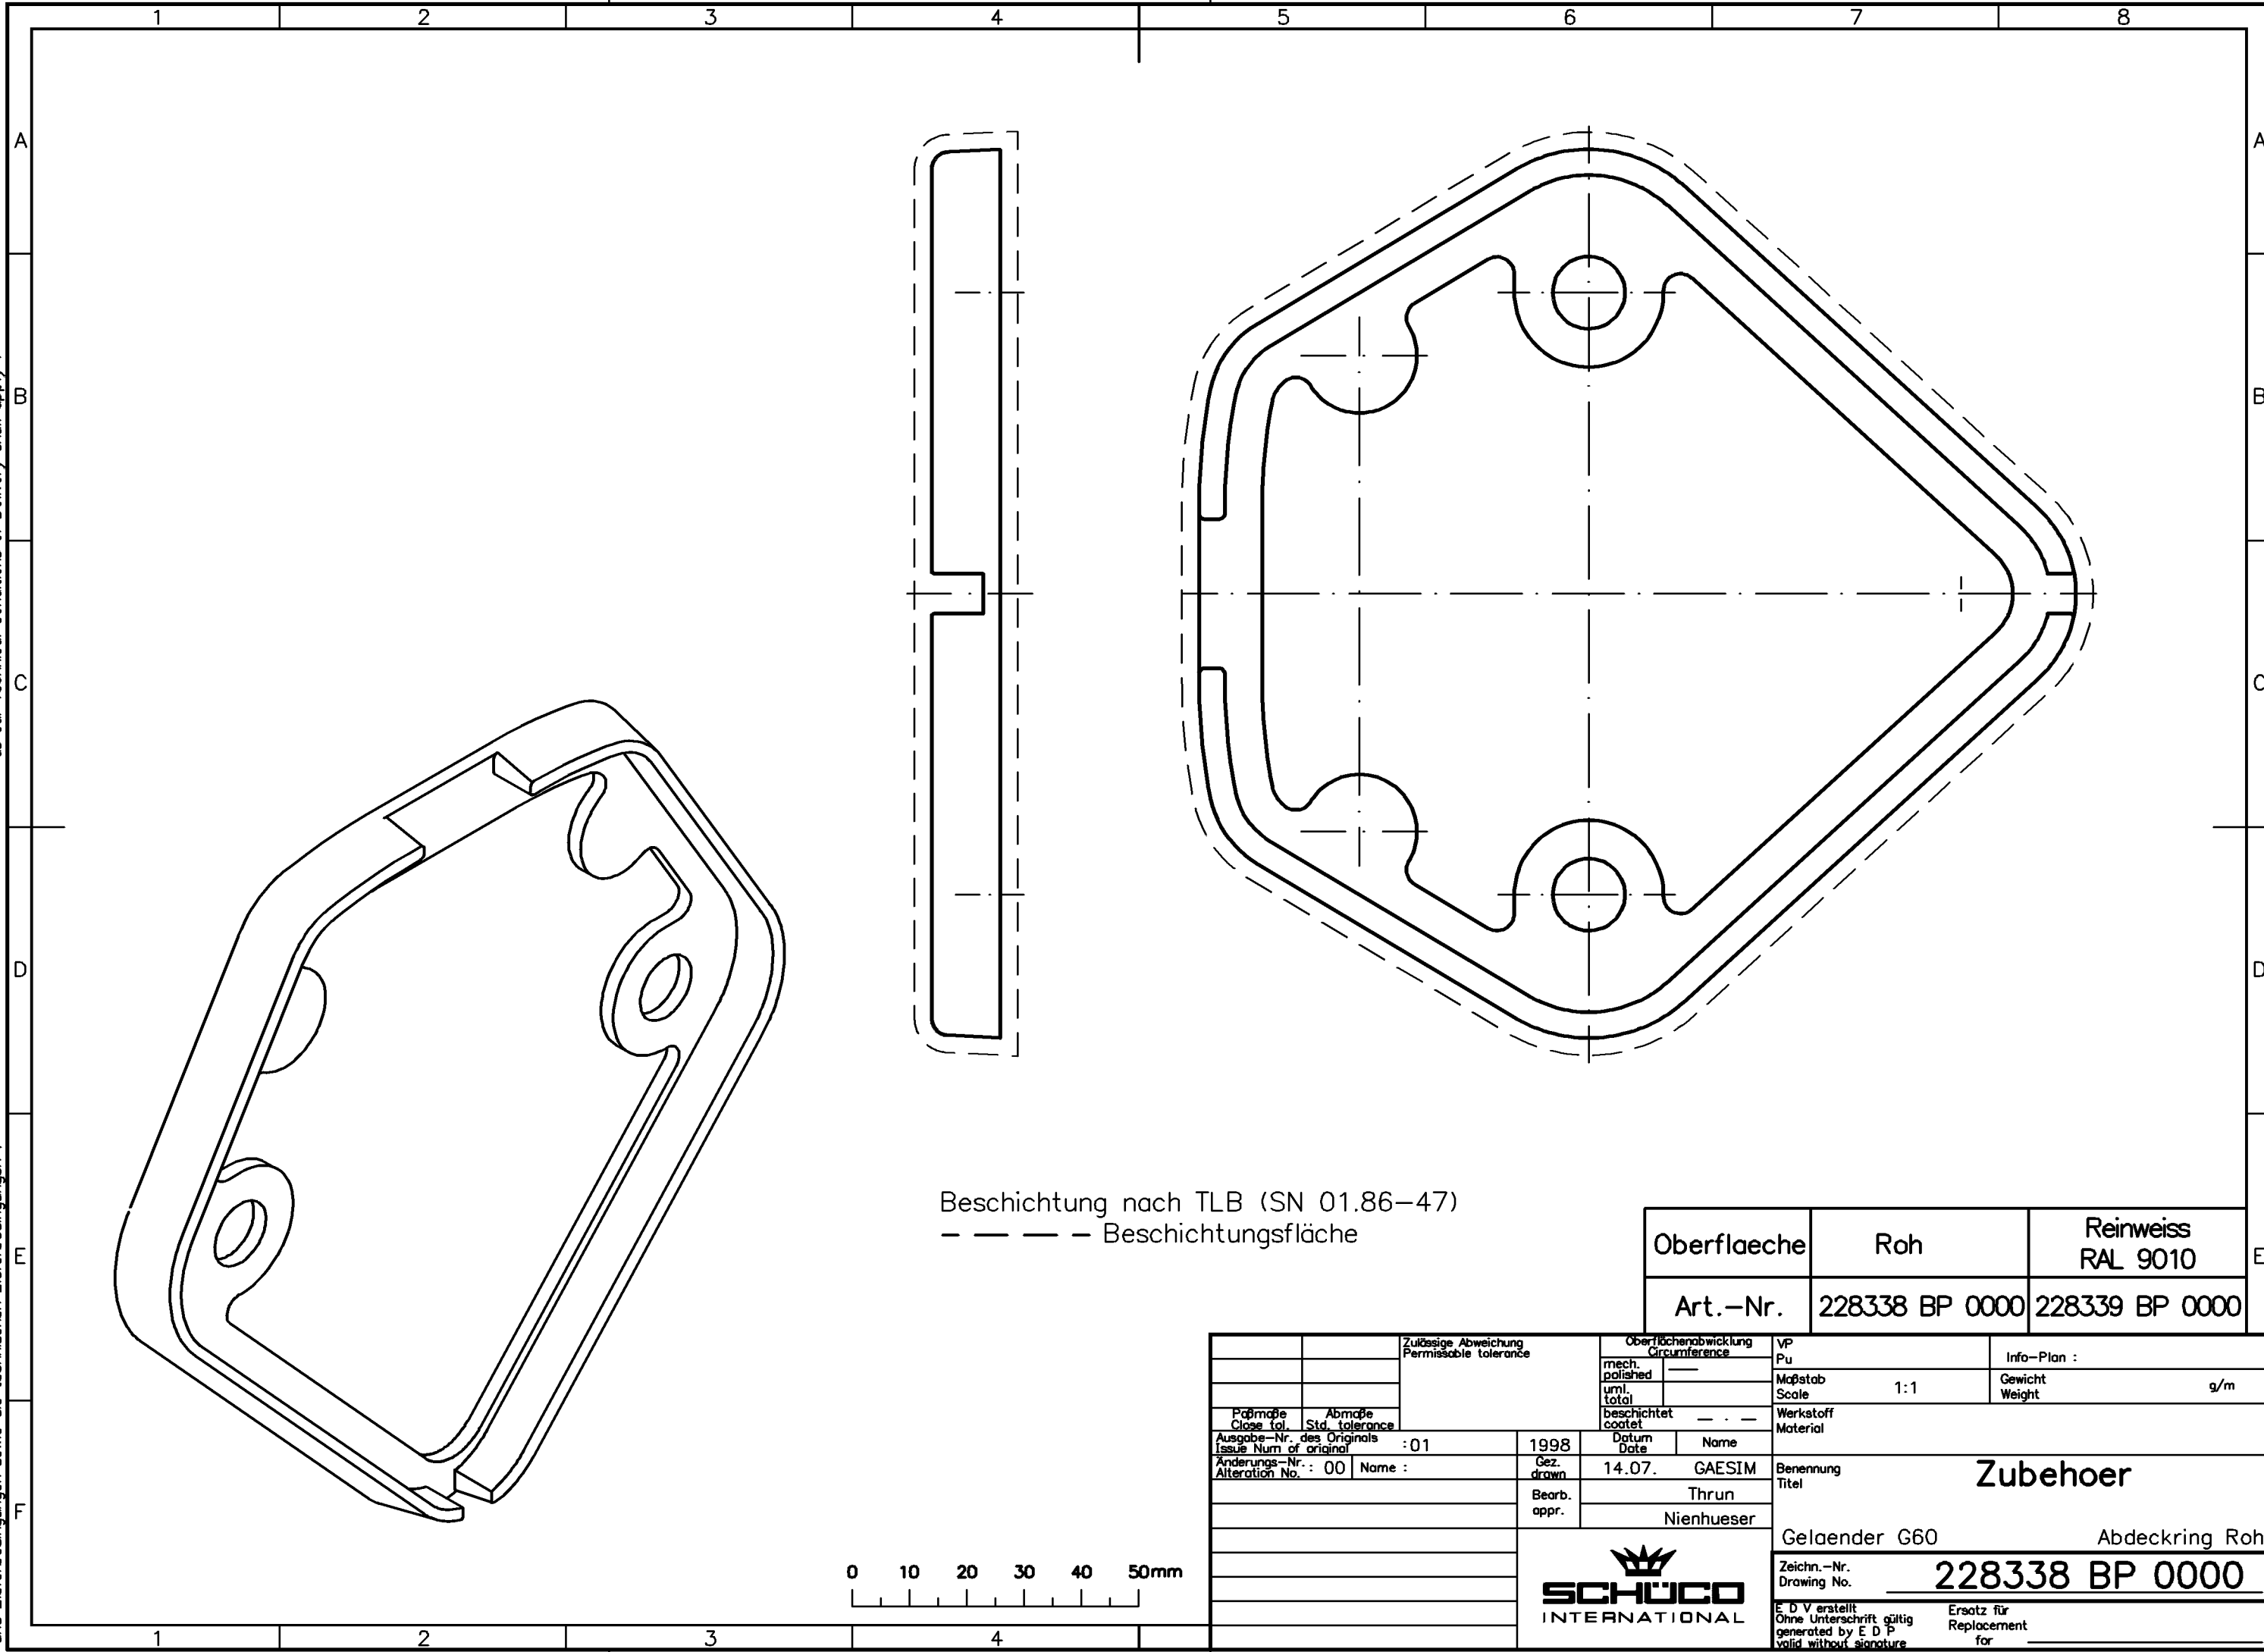 1 2 3 4 5 6 7 8
A A
B B
C C
D D
E E
F
Beschichtung nach TLB (SN 01.86-47)
— — — — Beschichtungsfläche
Oberflaeche Roh Reinweiss
RAL 9010
Art.-Nr. 228338 BP 0000 228339 BP 0000
Zulässige Abweichung
Permissable tolerance
Oberflächenabwicklung
Circumference
mech.
polished
uml.
total
beschichtet
coatet
Paßmaße
Close tol.
Abmaße
Std. tolerance
VP
Pu
Info-Plan :
Maßstab
Scale
1:1
Gewicht
Weight
g/m
Werkstoff
Material
Ausgabe-Nr. des Originals
Issue Num of original
:01
1998
Datum
Date
Name
Änderungs-Nr.
Alteration No. : 00 Name :
Gez.
drawn
14.07. GAESIM
Bearb.
appr.
Thrun
Nienhueser
Benennung
Titel
Zubehoer
Gelaender G60 Abdeckring Roh
SCHÜCO
INTERNATIONAL
Zeichn.-Nr.
Drawing No.
228338 BP 0000
E D V erstellt
Ohne Unterschrift gültig
generated by E D P
valid without signature
Ersatz für
Replacement
for
0 10 20 30 40 50mm
1 2 3 4